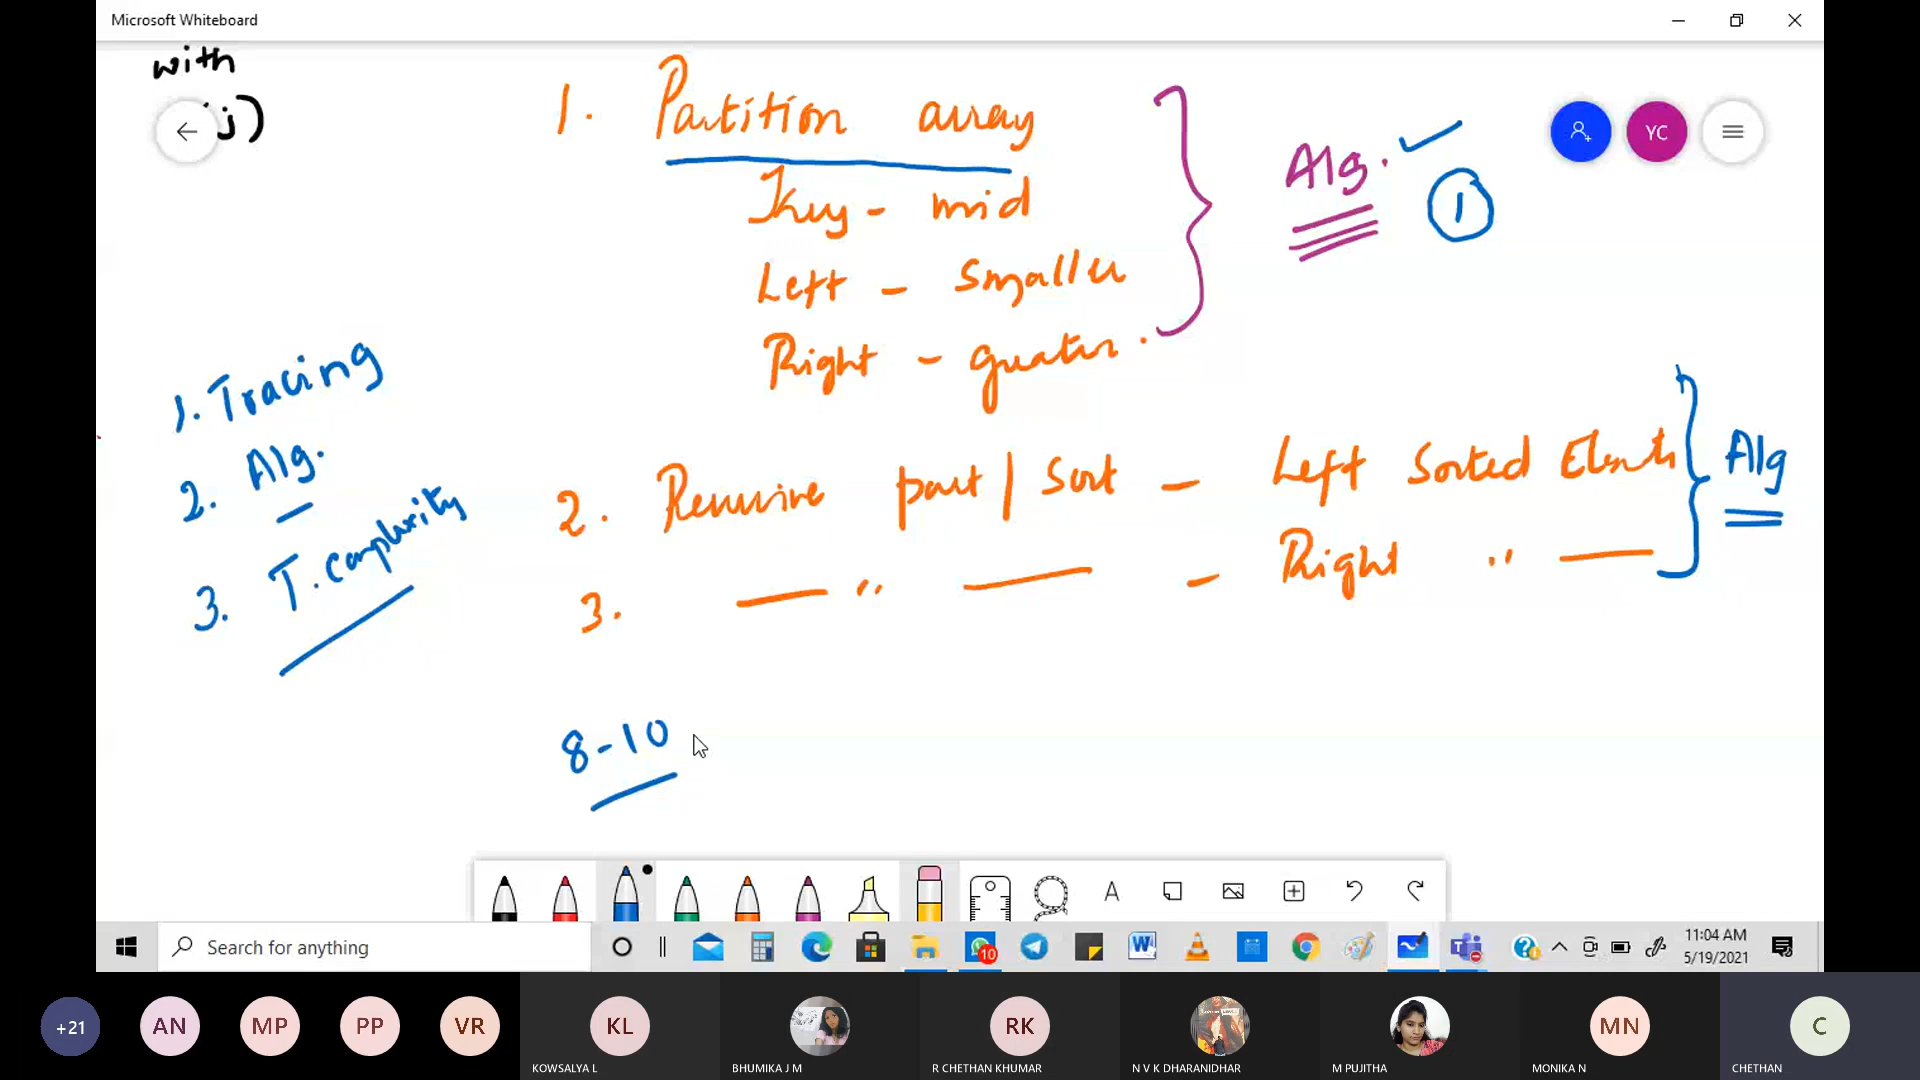 Microsoft Whiteboard
with
j)
1. Partition array
Key - mid
Left - Smaller
Right - greater.
Alg.
1
YC
1. Tracing
2. Alg.
3. T. complexity
2. Recursive part | Sort - Left Sorted Elemts
3. — " — - Right " —
Alg
8-10
A
Search for anything
10
11:04 AM
5/19/2021
+21
AN
MP
PP
VR
KL
KOWSALYA L
BHUMIKA J M
RK
R CHETHAN KHUMAR
N V K DHARANIDHAR
M PUJITHA
MN
MONIKA N
C
CHETHAN